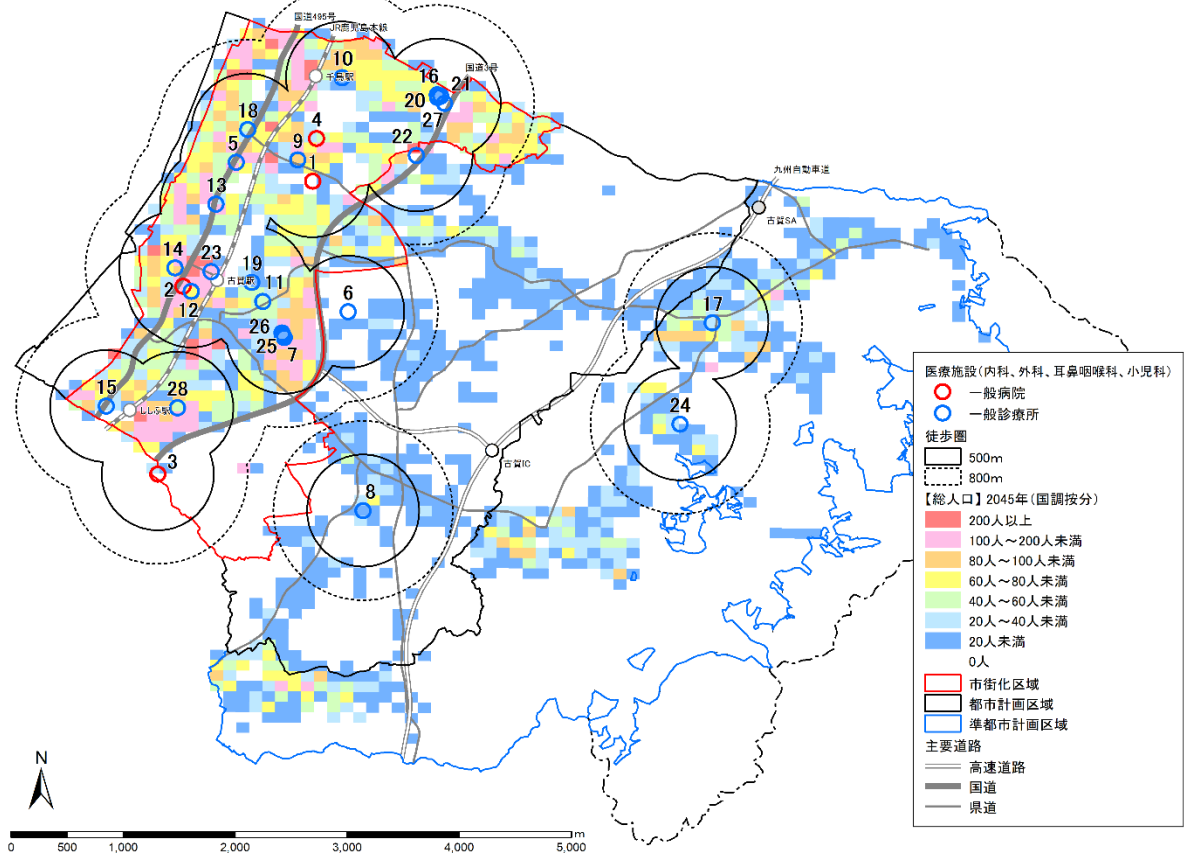 国道495号
JR鹿児島本線
10
千鳥駅
国道3号
16
21
20
27
18
4
5
9
22
1
九州自動車道
13
古賀SA
14
23
19
2
古賀駅
11
6
12
17
26
25
7
15
28
ししぶ駅
24
3
古賀IC
8
医療施設(内科、外科、耳鼻咽喉科、小児科)
一般病院
一般診療所
徒歩圏
500m
800m
【総人口】 2045年(国調按分)
200人以上
100人～200人未満
80人～100人未満
60人～80人未満
40人～60人未満
20人～40人未満
20人未満
0人
市街化区域
都市計画区域
準都市計画区域
主要道路
高速道路
国道
県道
N
0 500 1,000 2,000 3,000 4,000 5,000 m